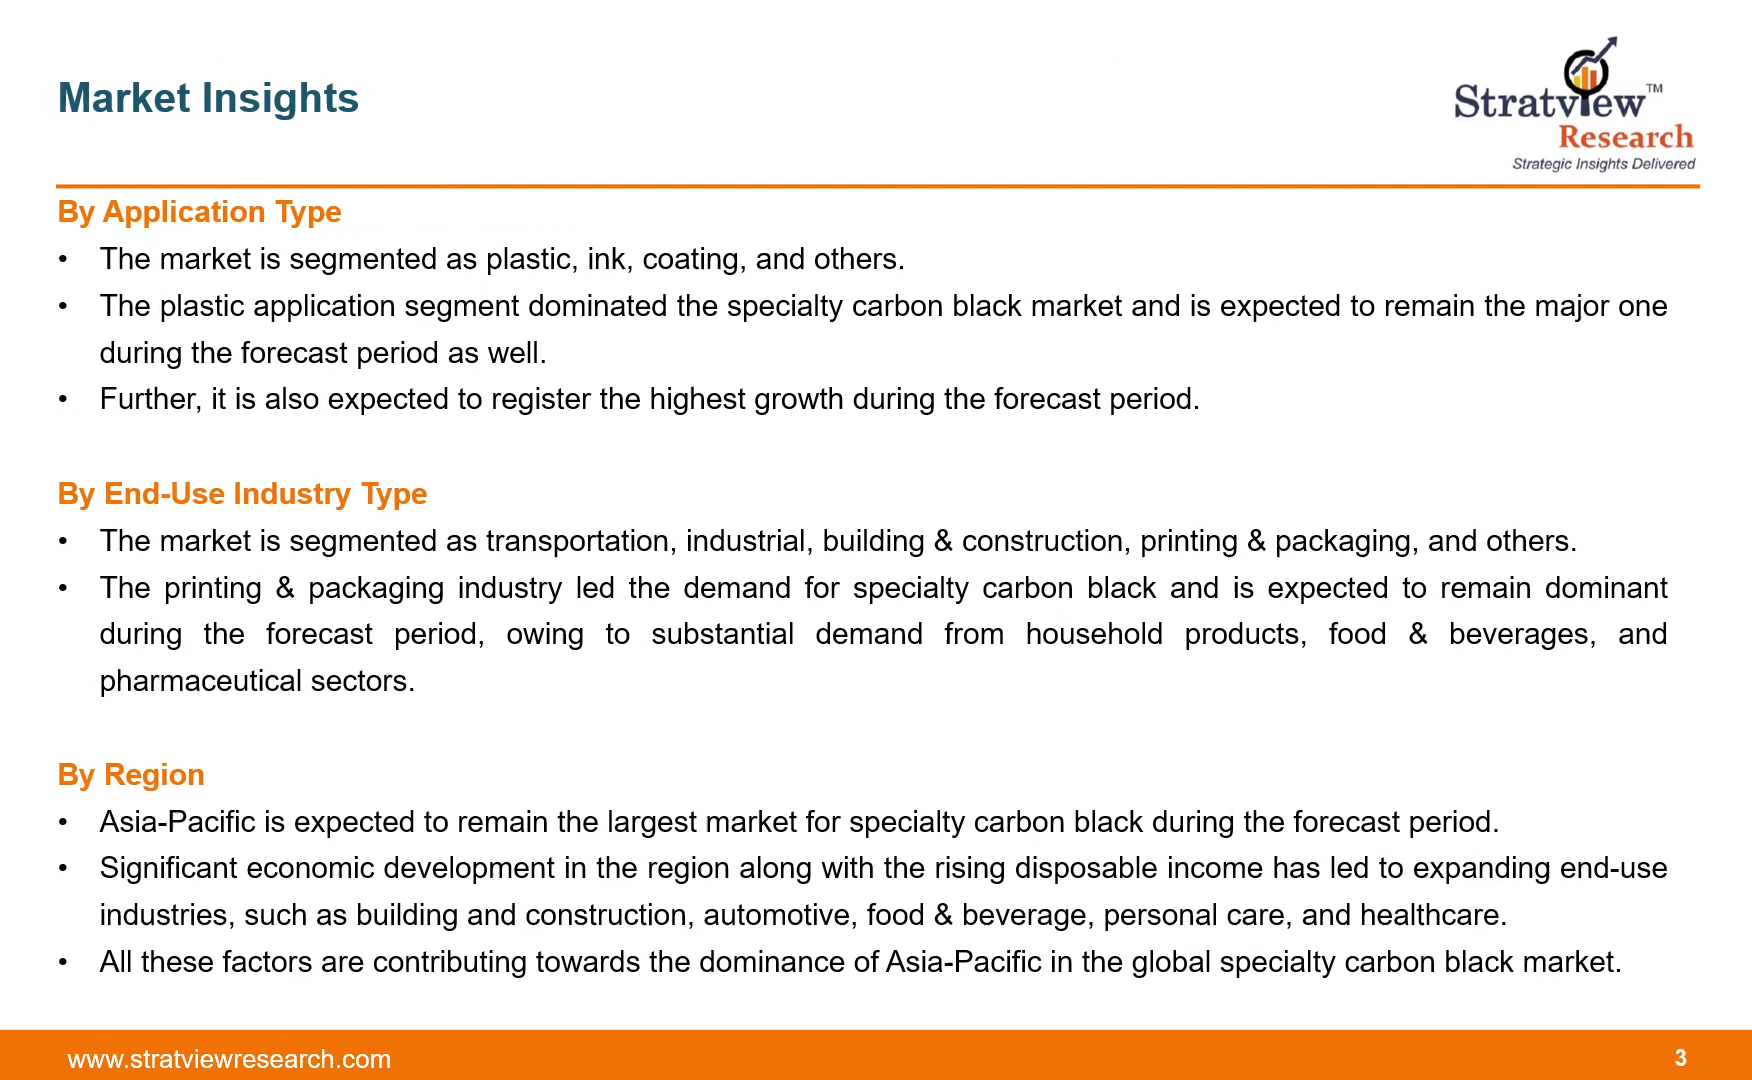 Market Insights
Stratview™
Research
Strategic Insights Delivered
By Application Type
• The market is segmented as plastic, ink, coating, and others.
• The plastic application segment dominated the specialty carbon black market and is expected to remain the major one
during the forecast period as well.
• Further, it is also expected to register the highest growth during the forecast period.
By End-Use Industry Type
• The market is segmented as transportation, industrial, building & construction, printing & packaging, and others.
• The printing & packaging industry led the demand for specialty carbon black and is expected to remain dominant
during the forecast period, owing to substantial demand from household products, food & beverages, and
pharmaceutical sectors.
By Region
• Asia-Pacific is expected to remain the largest market for specialty carbon black during the forecast period.
• Significant economic development in the region along with the rising disposable income has led to expanding end-use
industries, such as building and construction, automotive, food & beverage, personal care, and healthcare.
• All these factors are contributing towards the dominance of Asia-Pacific in the global specialty carbon black market.
www.stratviewresearch.com
3